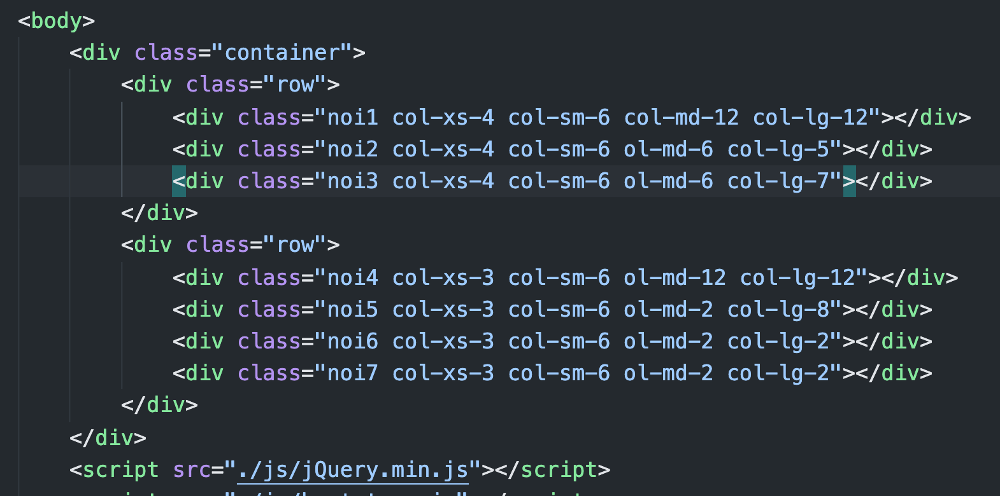 <body>
<div class="container">
<div class="row">
<div class="noi1 col-xs-4 col-sm-6 col-md-12 col-lg-12"></div>
<div class="noi2 col-xs-4 col-sm-6 ol-md-6 col-lg-5"></div>
<div class="noi3 col-xs-4 col-sm-6 ol-md-6 col-lg-7"></div>
</div>
<div class="row">
<div class="noi4 col-xs-3 col-sm-6 ol-md-12 col-lg-12"></div>
<div class="noi5 col-xs-3 col-sm-6 ol-md-2 col-lg-8"></div>
<div class="noi6 col-xs-3 col-sm-6 ol-md-2 col-lg-2"></div>
<div class="noi7 col-xs-3 col-sm-6 ol-md-2 col-lg-2"></div>
</div>
</div>
<script src="./js/jQuery.min.js"></script>